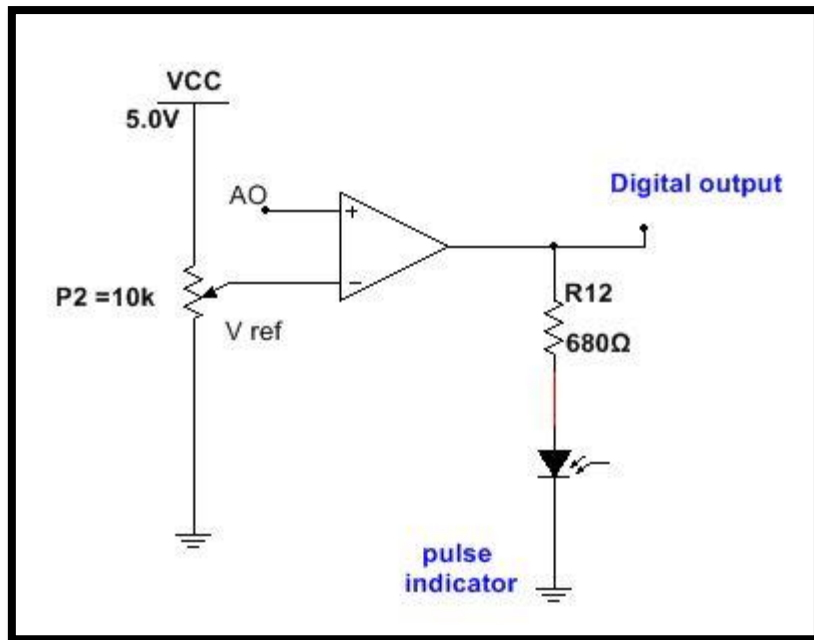 VCC
5.0V
AO
+
Digital output
P2 =10k
−
V ref
R12
680Ω
pulse
indicator